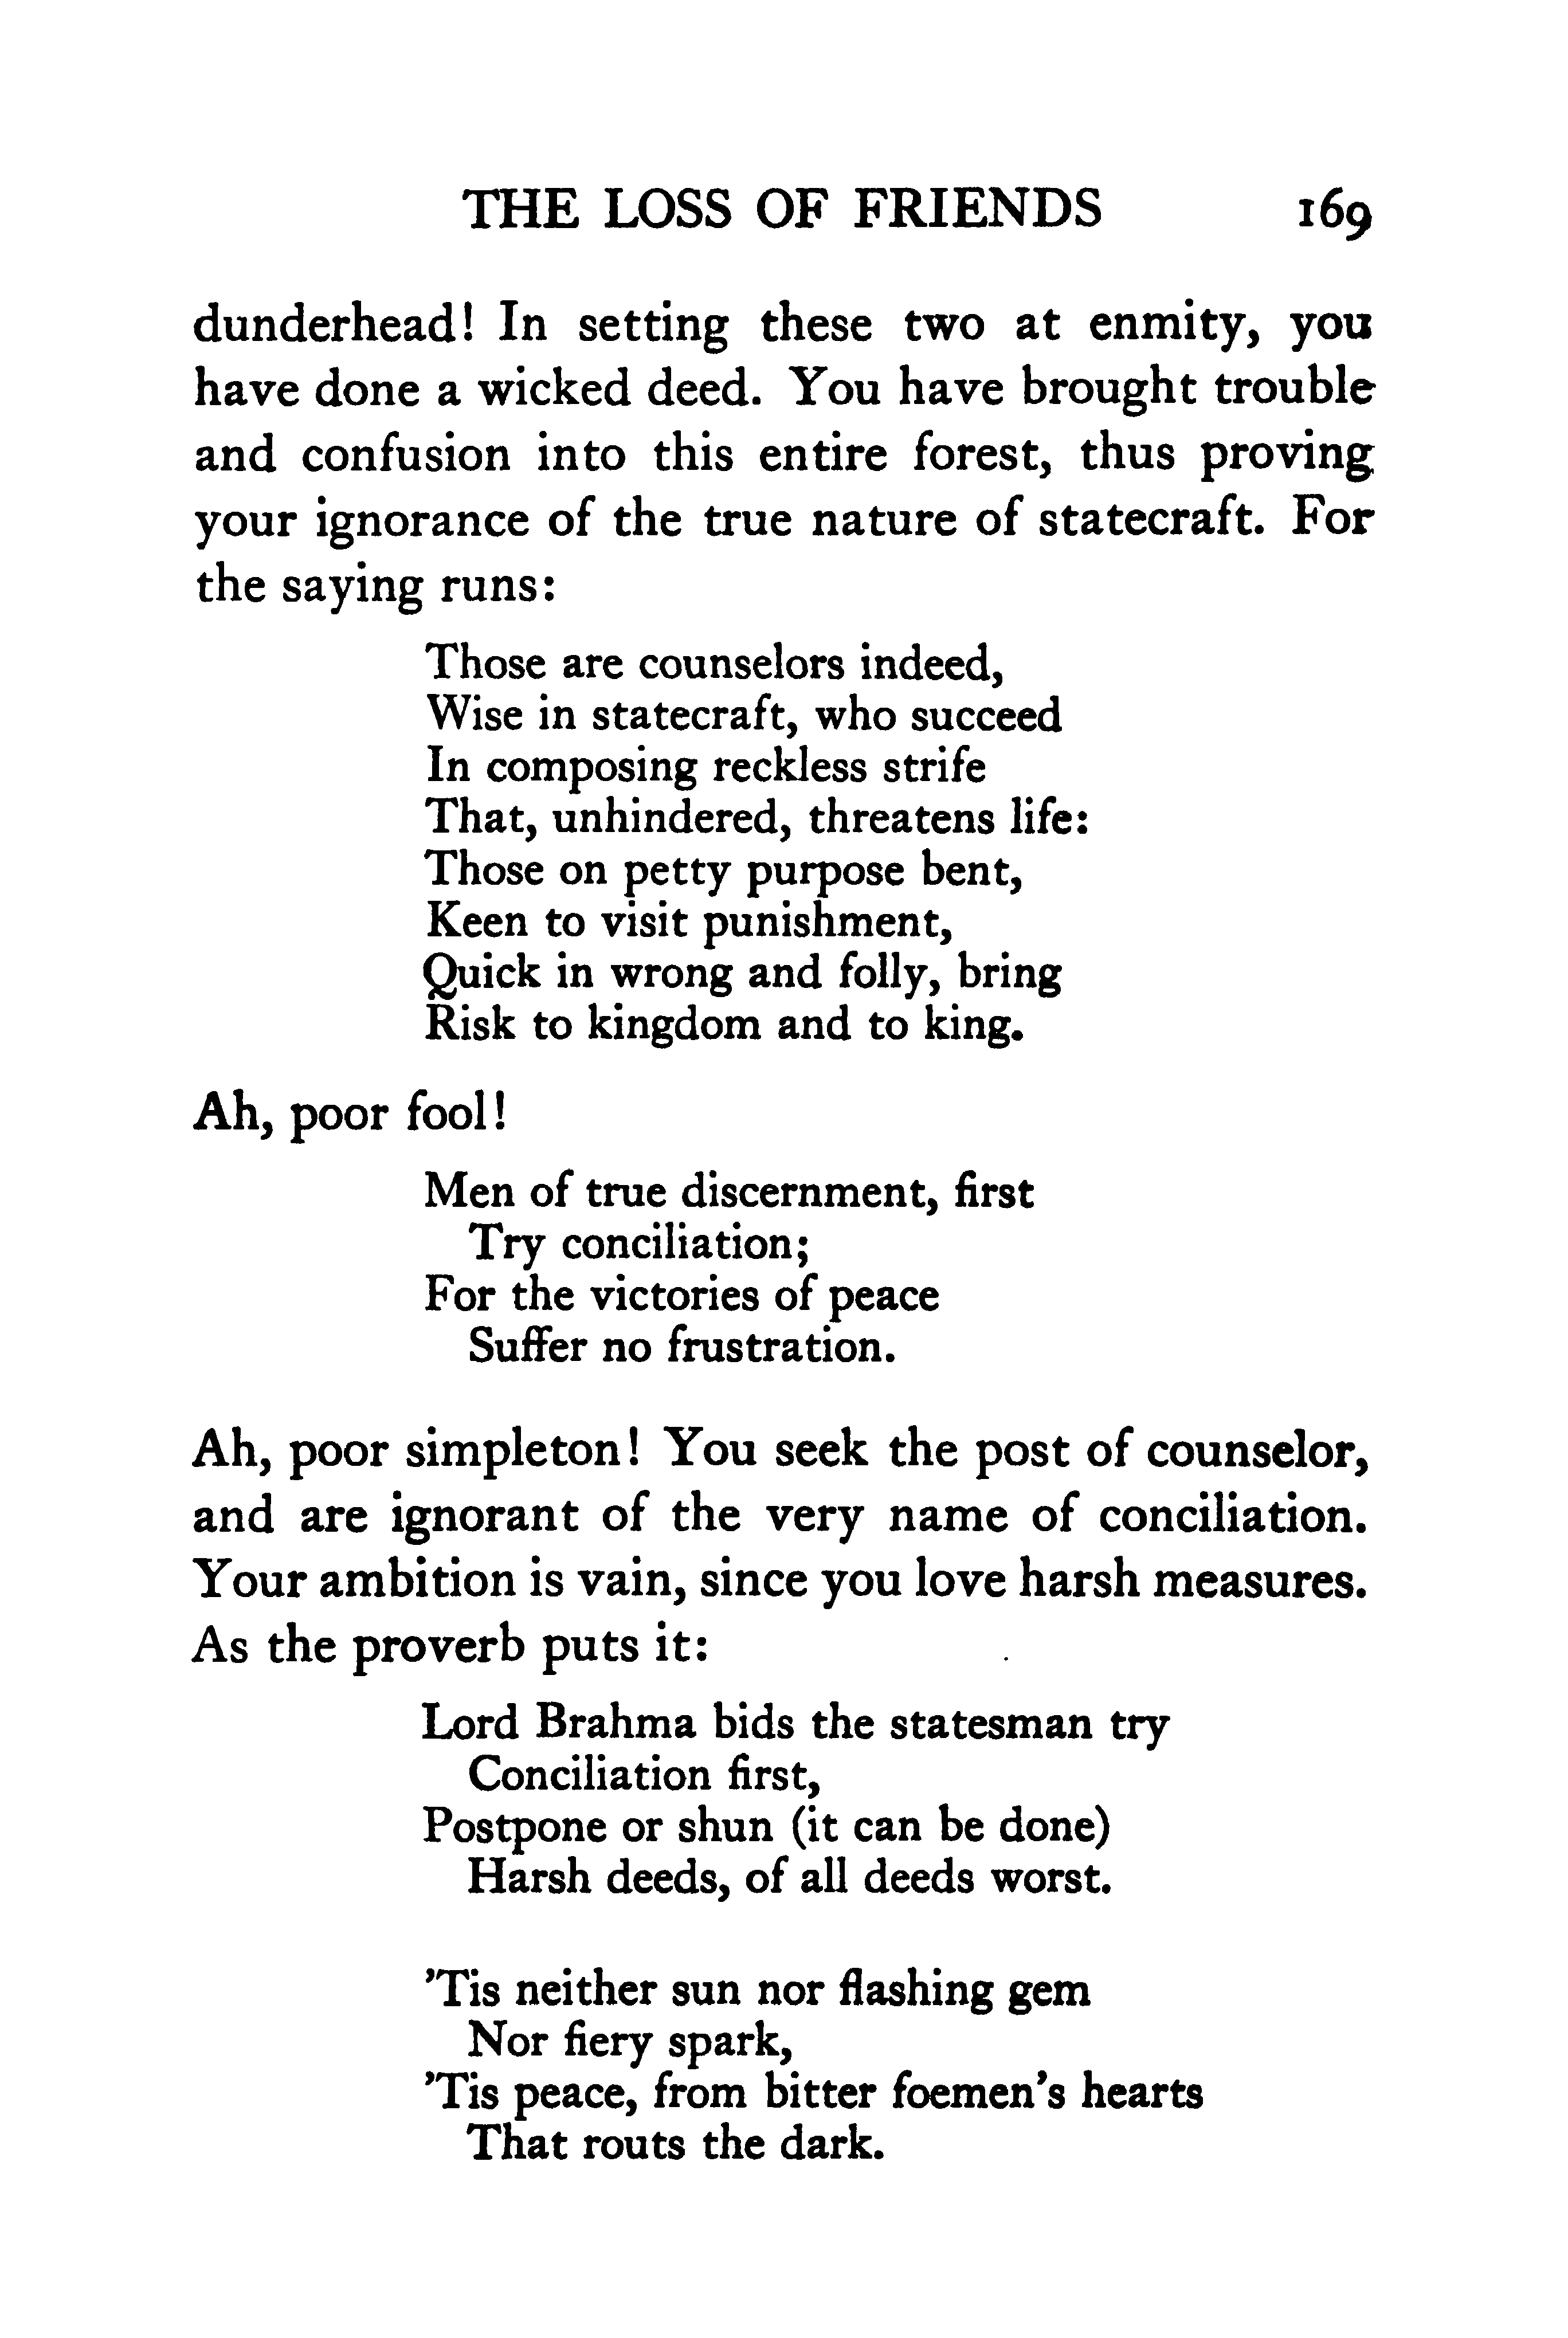 THE LOSS OF FRIENDS 169
dunderhead! In setting these two at enmity, you
have done a wicked deed. You have brought trouble
and confusion into this entire forest, thus proving
your ignorance of the true nature of statecraft. For
the saying runs:
Those are counselors indeed,
Wise in statecraft, who succeed
In composing reckless strife
That, unhindered, threatens life:
Those on petty purpose bent,
Keen to visit punishment,
Quick in wrong and folly, bring
Risk to kingdom and to king.
Ah, poor fool!
Men of true discernment, first
Try conciliation;
For the victories of peace
Suffer no frustration.
Ah, poor simpleton! You seek the post of counselor,
and are ignorant of the very name of conciliation.
Your ambition is vain, since you love harsh measures.
As the proverb puts it:
Lord Brahma bids the statesman try
Conciliation first,
Postpone or shun (it can be done)
Harsh deeds, of all deeds worst.
'Tis neither sun nor flashing gem
Nor fiery spark,
'Tis peace, from bitter foemen's hearts
That routs the dark.